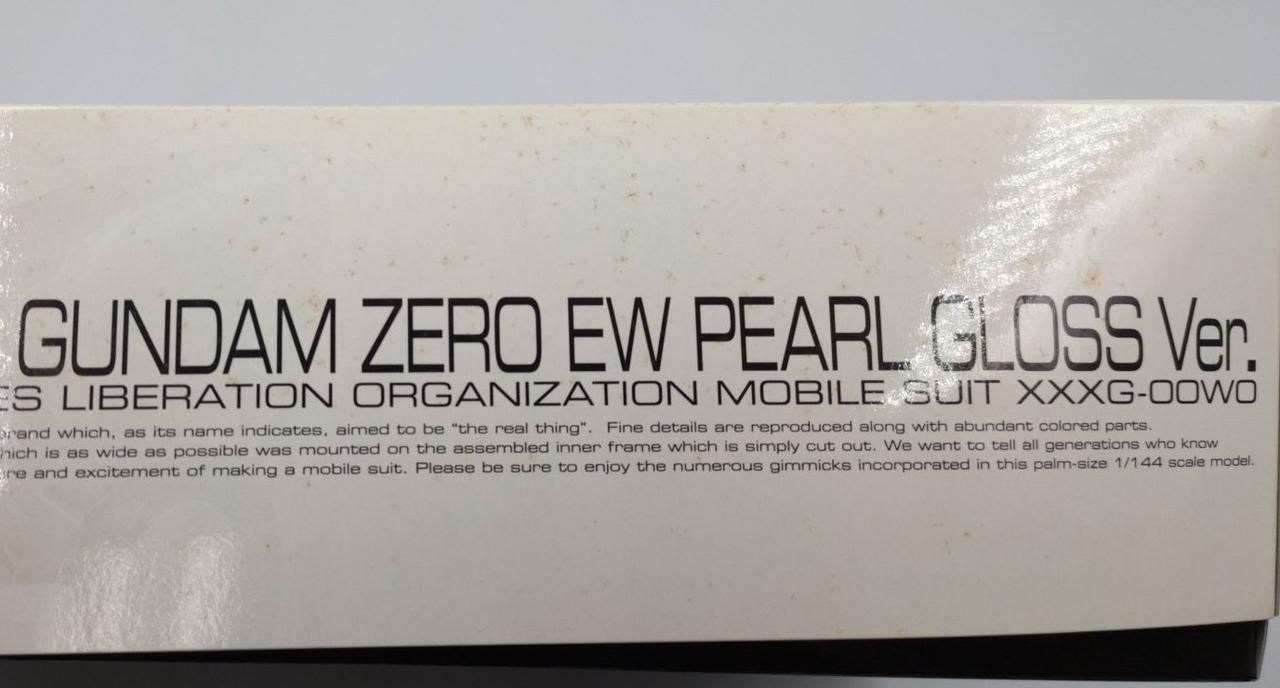 GUNDAM ZERO EW PEARL GLOSS Ver.
LIBERATION ORGANIZATION MOBILE SUIT XXXG-00W0
which, as its name indicates, aimed to be "the real thing". Fine details are reproduced along with abundant colored parts.
is as wide as possible was mounted on the assembled inner frame which is simply cut out. We want to tell all generations who know
and excitement of making a mobile suit. Please be sure to enjoy the numerous gimmicks incorporated in this palm-size 1/144 scale model.